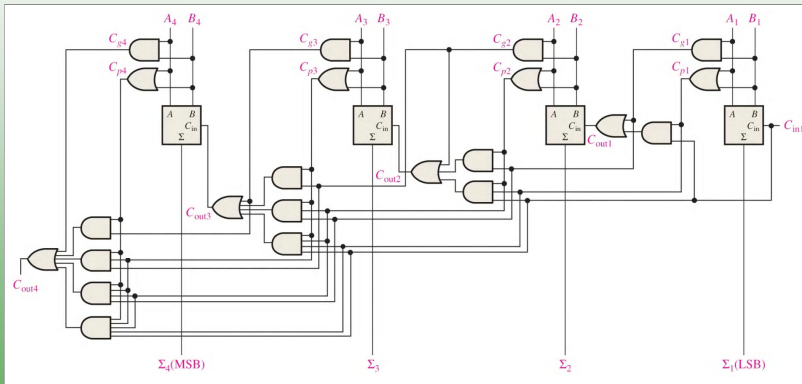 A4 B4 A3 B3 A2 B2 A1 B1
Cg4 Cg3 Cg2 Cg1
Cp4 Cp3 Cp2 Cp1
A B A B A B A B
Cin Cin Cin Cin Cin1
Σ Σ Σ Σ
Cout1
Cout2
Cout3
Cout4
Σ4(MSB) Σ3 Σ2 Σ1(LSB)